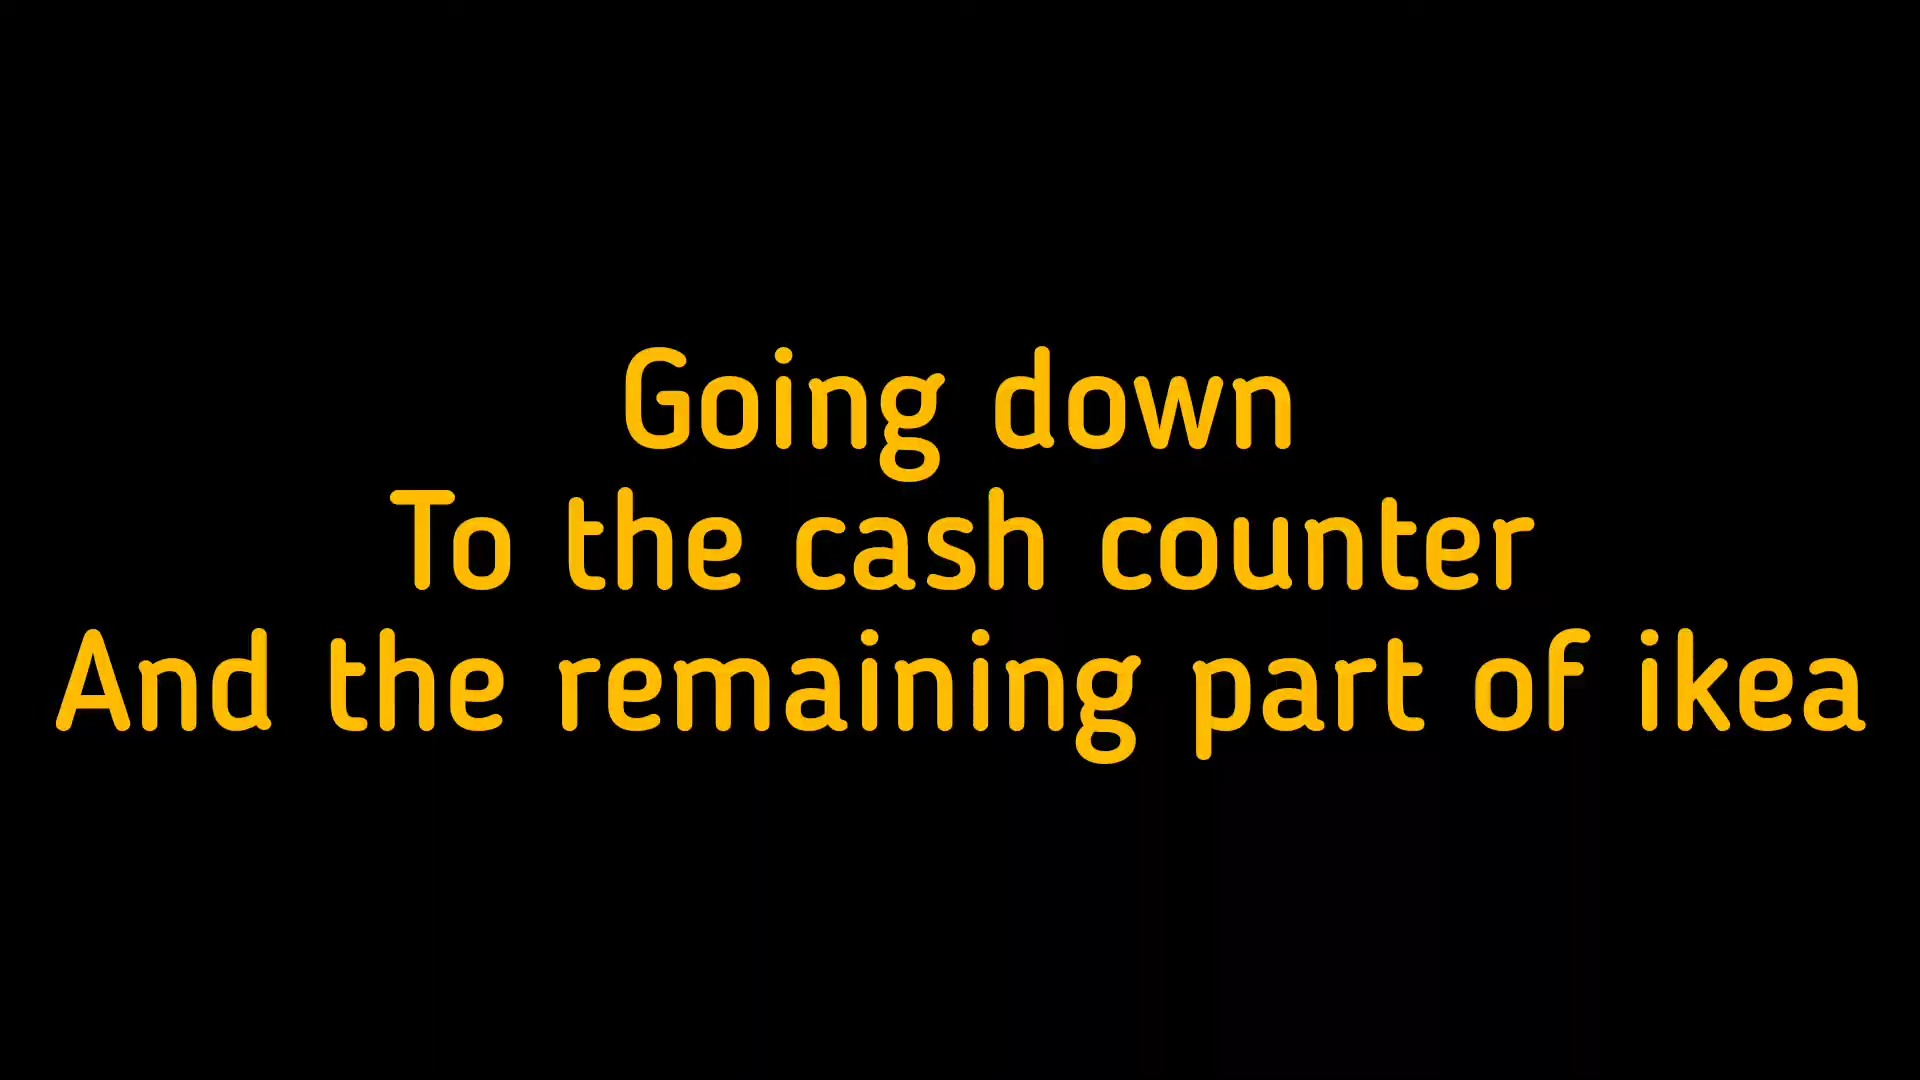 Going down
To the cash counter
And the remaining part of ikea